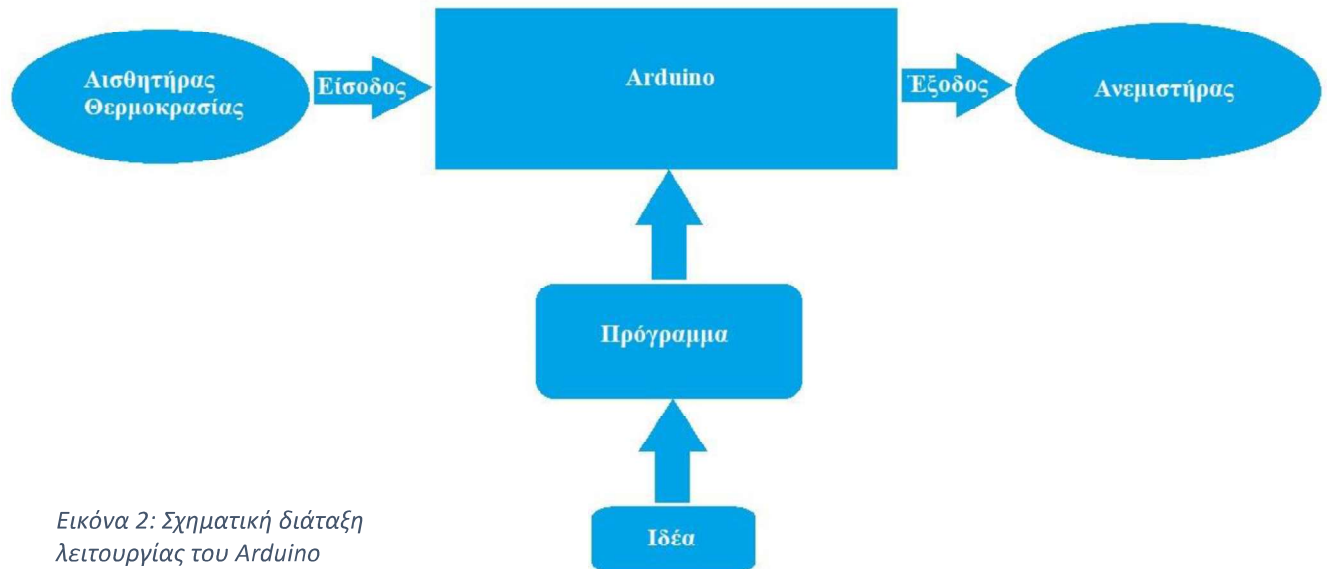 Αισθητήρας
Θερμοκρασίας
Είσοδος
Arduino
Έξοδος
Ανεμιστήρας
Πρόγραμμα
Ιδέα
Εικόνα 2: Σχηματική διάταξη
λειτουργίας του Arduino